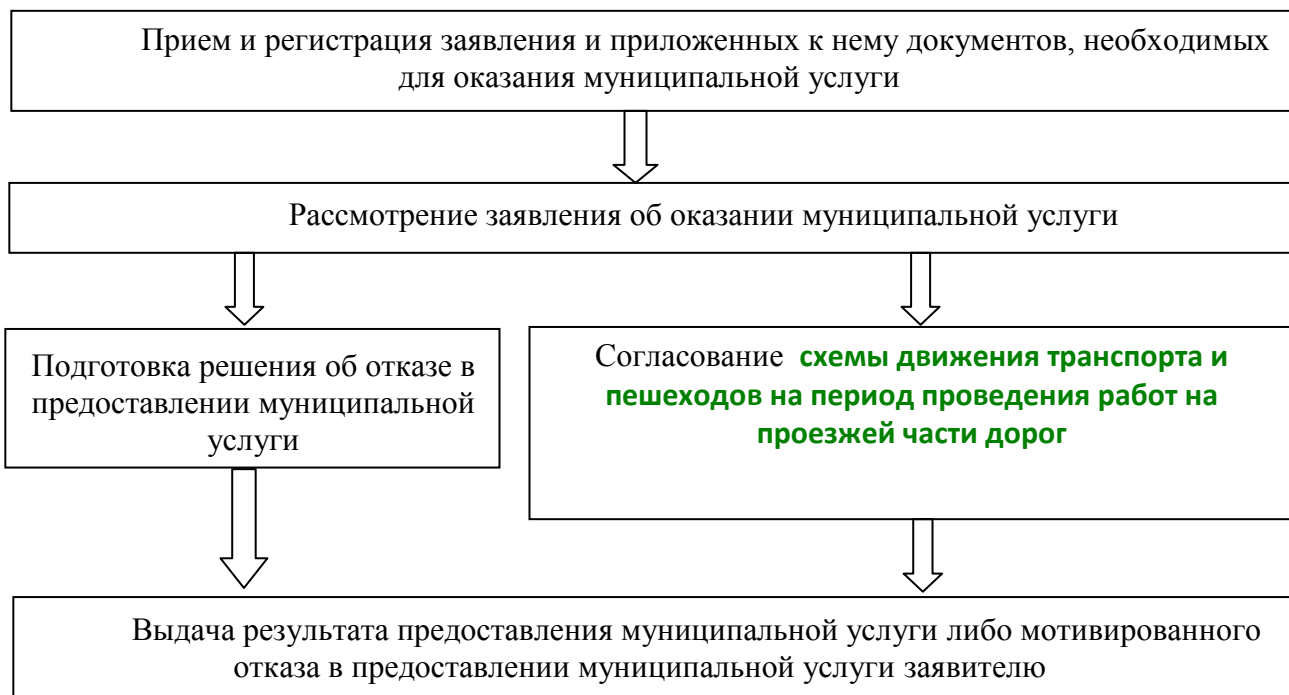 Прием и регистрация заявления и приложенных к нему документов, необходимых
для оказания муниципальной услуги
Рассмотрение заявления об оказании муниципальной услуги
Подготовка решения об отказе в
предоставлении муниципальной
услуги
Согласование схемы движения транспорта и
пешеходов на период проведения работ на
проезжей части дорог
Выдача результата предоставления муниципальной услуги либо мотивированного
отказа в предоставлении муниципальной услуги заявителю